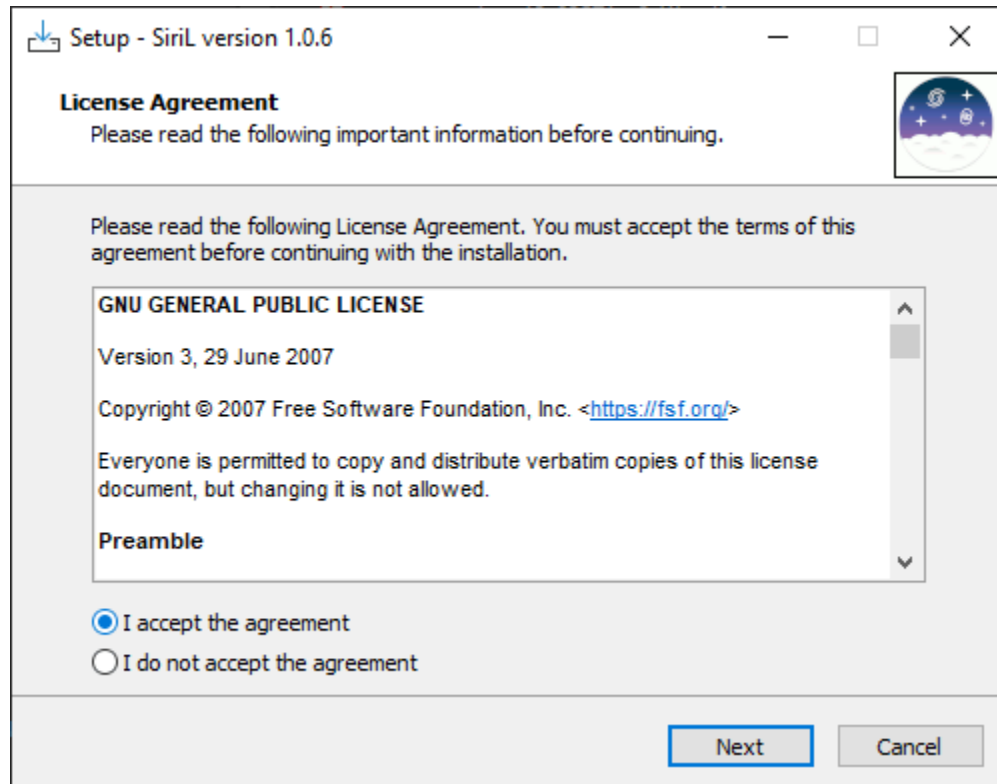 Setup - SiriL version 1.0.6
License Agreement
Please read the following important information before continuing.
Please read the following License Agreement. You must accept the terms of this
agreement before continuing with the installation.
GNU GENERAL PUBLIC LICENSE
Version 3, 29 June 2007
Copyright © 2007 Free Software Foundation, Inc. <https://fsf.org/>
Everyone is permitted to copy and distribute verbatim copies of this license
document, but changing it is not allowed.
Preamble
I accept the agreement
I do not accept the agreement
Next
Cancel